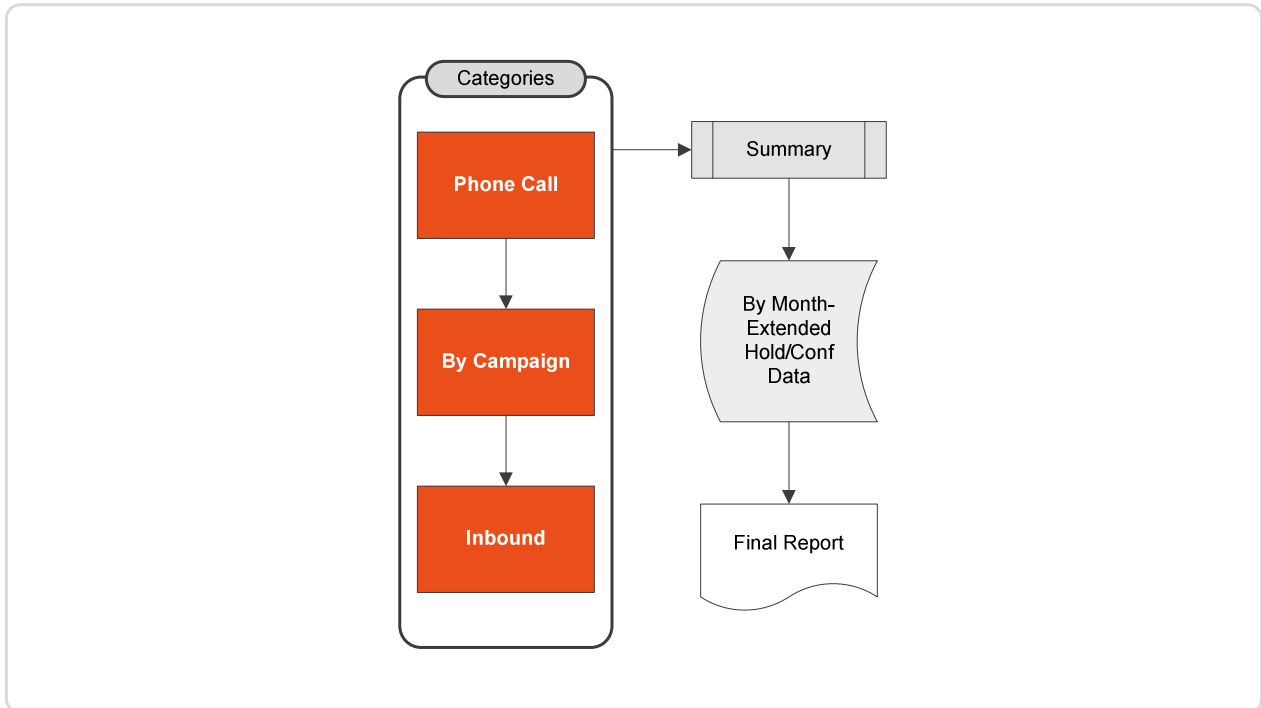 Categories
Phone Call
By Campaign
Inbound
Summary
By Month-
Extended
Hold/Conf
Data
Final Report